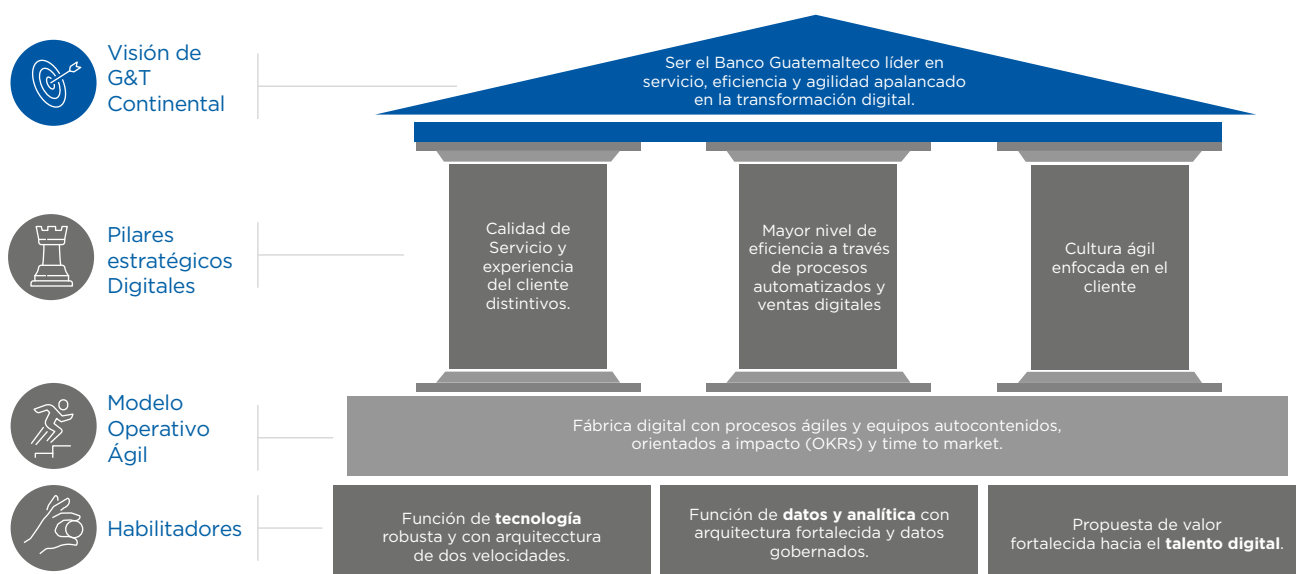 Visión de
G&T
Continental
Ser el Banco Guatemalteco líder en
servicio, eficiencia y agilidad apalancado
en la transformación digital.
Pilares
estratégicos
Digitales
Calidad de
Servicio y
experiencia
del cliente
distintivos.
Mayor nivel de
eficiencia a través
de procesos
automatizados y
ventas digitales
Cultura ágil
enfocada en el
cliente
Modelo
Operativo
Ágil
Fábrica digital con procesos ágiles y equipos autocontenidos,
orientados a impacto (OKRs) y time to market.
Habilitadores
Función de tecnología
robusta y con arquitecctura
de dos velocidades.
Función de datos y analítica con
arquitectura fortalecida y datos
gobernados.
Propuesta de valor
fortalecida hacia el talento digital.